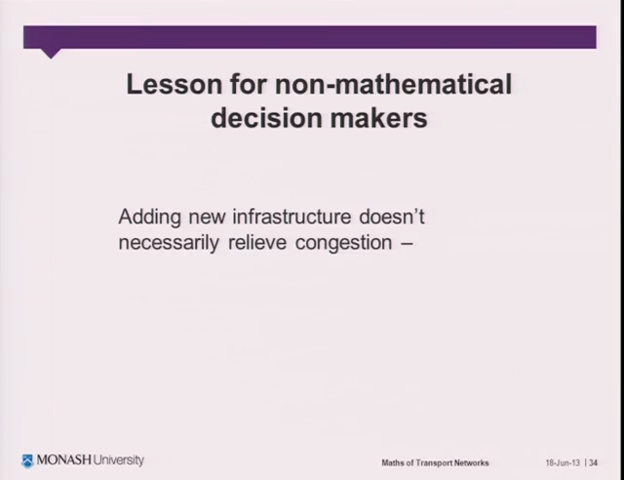 Lesson for non-mathematical
decision makers
Adding new infrastructure doesn't
necessarily relieve congestion –
MONASH University
Maths of Transport Networks
18-Jun-13 | 34